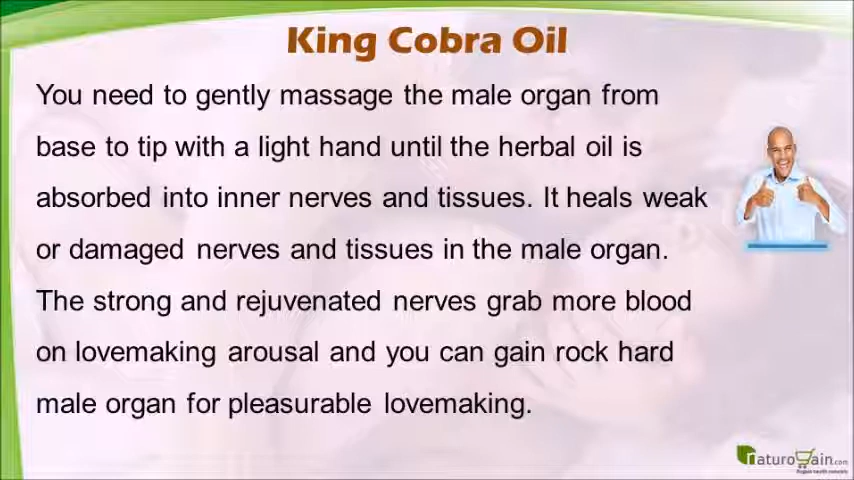 King Cobra Oil
You need to gently massage the male organ from
base to tip with a light hand until the herbal oil is
absorbed into inner nerves and tissues. It heals weak
or damaged nerves and tissues in the male organ.
The strong and rejuvenated nerves grab more blood
on lovemaking arousal and you can gain rock hard
male organ for pleasurable lovemaking.
NaturoGain.com